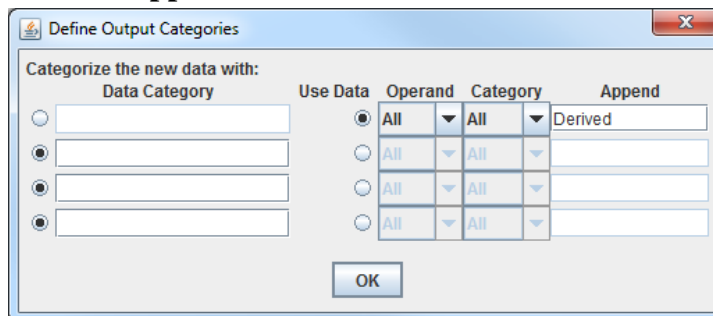 Define Output Categories
Categorize the new data with:
Data Category Use Data Operand Category Append
All All Derived
All All
All All
All All
OK